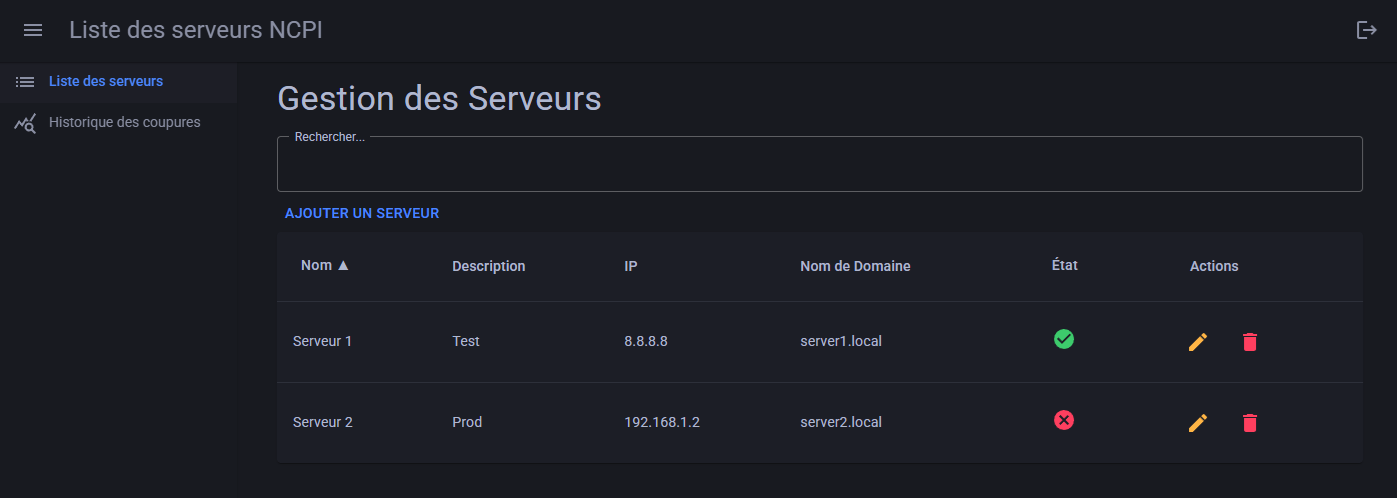 Liste des serveurs NCPI
Liste des serveurs
Historique des coupures
Gestion des Serveurs
Rechercher...
AJOUTER UN SERVEUR
Nom ▲ Description IP Nom de Domaine État Actions
Serveur 1 Test 8.8.8.8 server1.local
Serveur 2 Prod 192.168.1.2 server2.local